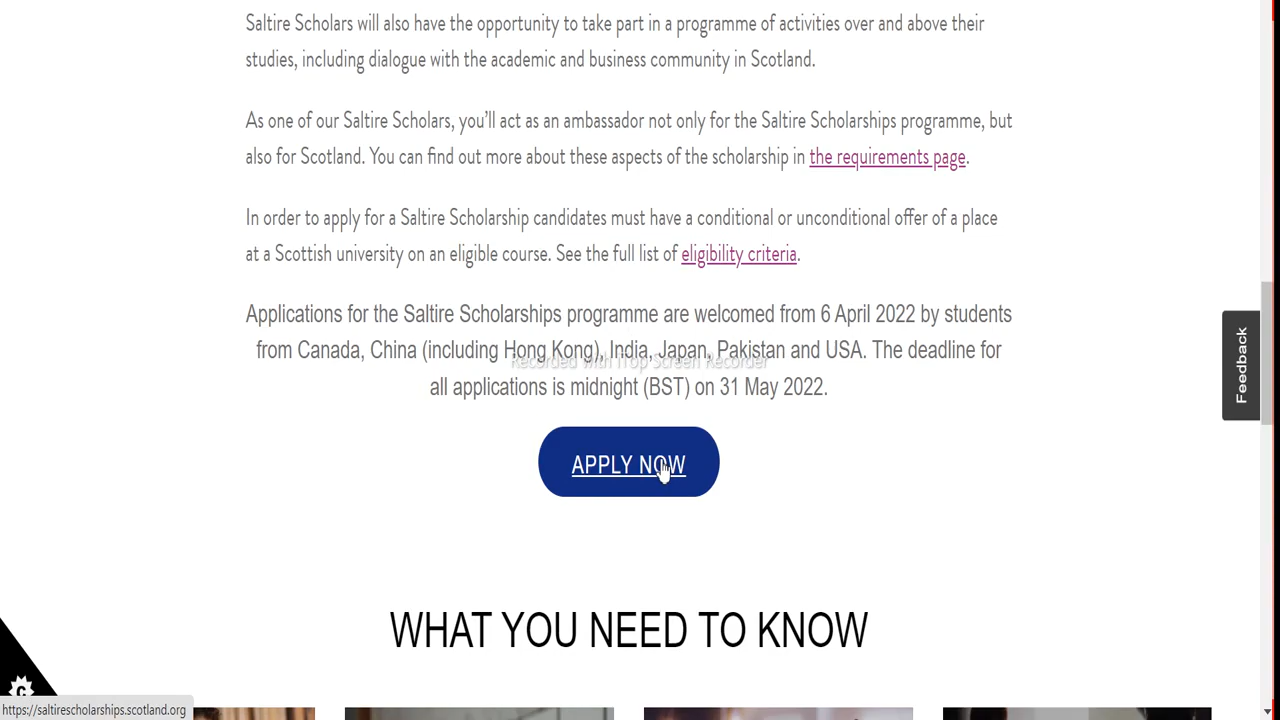 Saltire Scholars will also have the opportunity to take part in a programme of activities over and above their
studies, including dialogue with the academic and business community in Scotland.
As one of our Saltire Scholars, you'll act as an ambassador not only for the Saltire Scholarships programme, but
also for Scotland. You can find out more about these aspects of the scholarship in the requirements page.
In order to apply for a Saltire Scholarship candidates must have a conditional or unconditional offer of a place
at a Scottish university on an eligible course. See the full list of eligibility criteria.
Applications for the Saltire Scholarships programme are welcomed from 6 April 2022 by students
from Canada, China (including Hong Kong), India, Japan, Pakistan and USA. The deadline for
Recorded with iTop Screen Recorder
all applications is midnight (BST) on 31 May 2022.
Feedback
APPLY NOW
WHAT YOU NEED TO KNOW
C
https://saltirescholarships.scotland.org